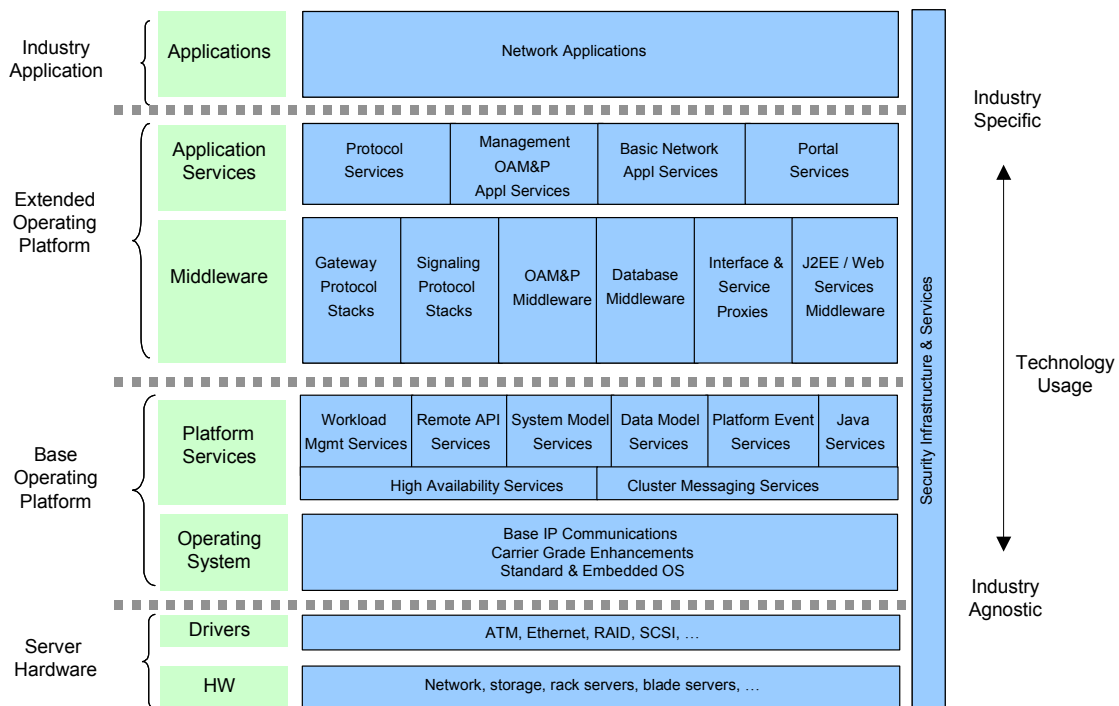 Industry
Application
Applications
Network Applications
Industry
Specific
Extended
Operating
Platform
Application
Services
Protocol
Services
Management
OAM&P
Appl Services
Basic Network
Appl Services
Portal
Services
Middleware
Gateway
Protocol
Stacks
Signaling
Protocol
Stacks
OAM&P
Middleware
Database
Middleware
Interface &
Service
Proxies
J2EE / Web
Services
Middleware
Technology
Usage
Security Infrastructure & Services
Base
Operating
Platform
Platform
Services
Workload
Mgmt Services
Remote API
Services
System Model
Services
Data Model
Services
Platform Event
Services
Java
Services
High Availability Services
Cluster Messaging Services
Operating
System
Base IP Communications
Carrier Grade Enhancements
Standard & Embedded OS
Industry
Agnostic
Server
Hardware
Drivers
ATM, Ethernet, RAID, SCSI, …
HW
Network, storage, rack servers, blade servers, …